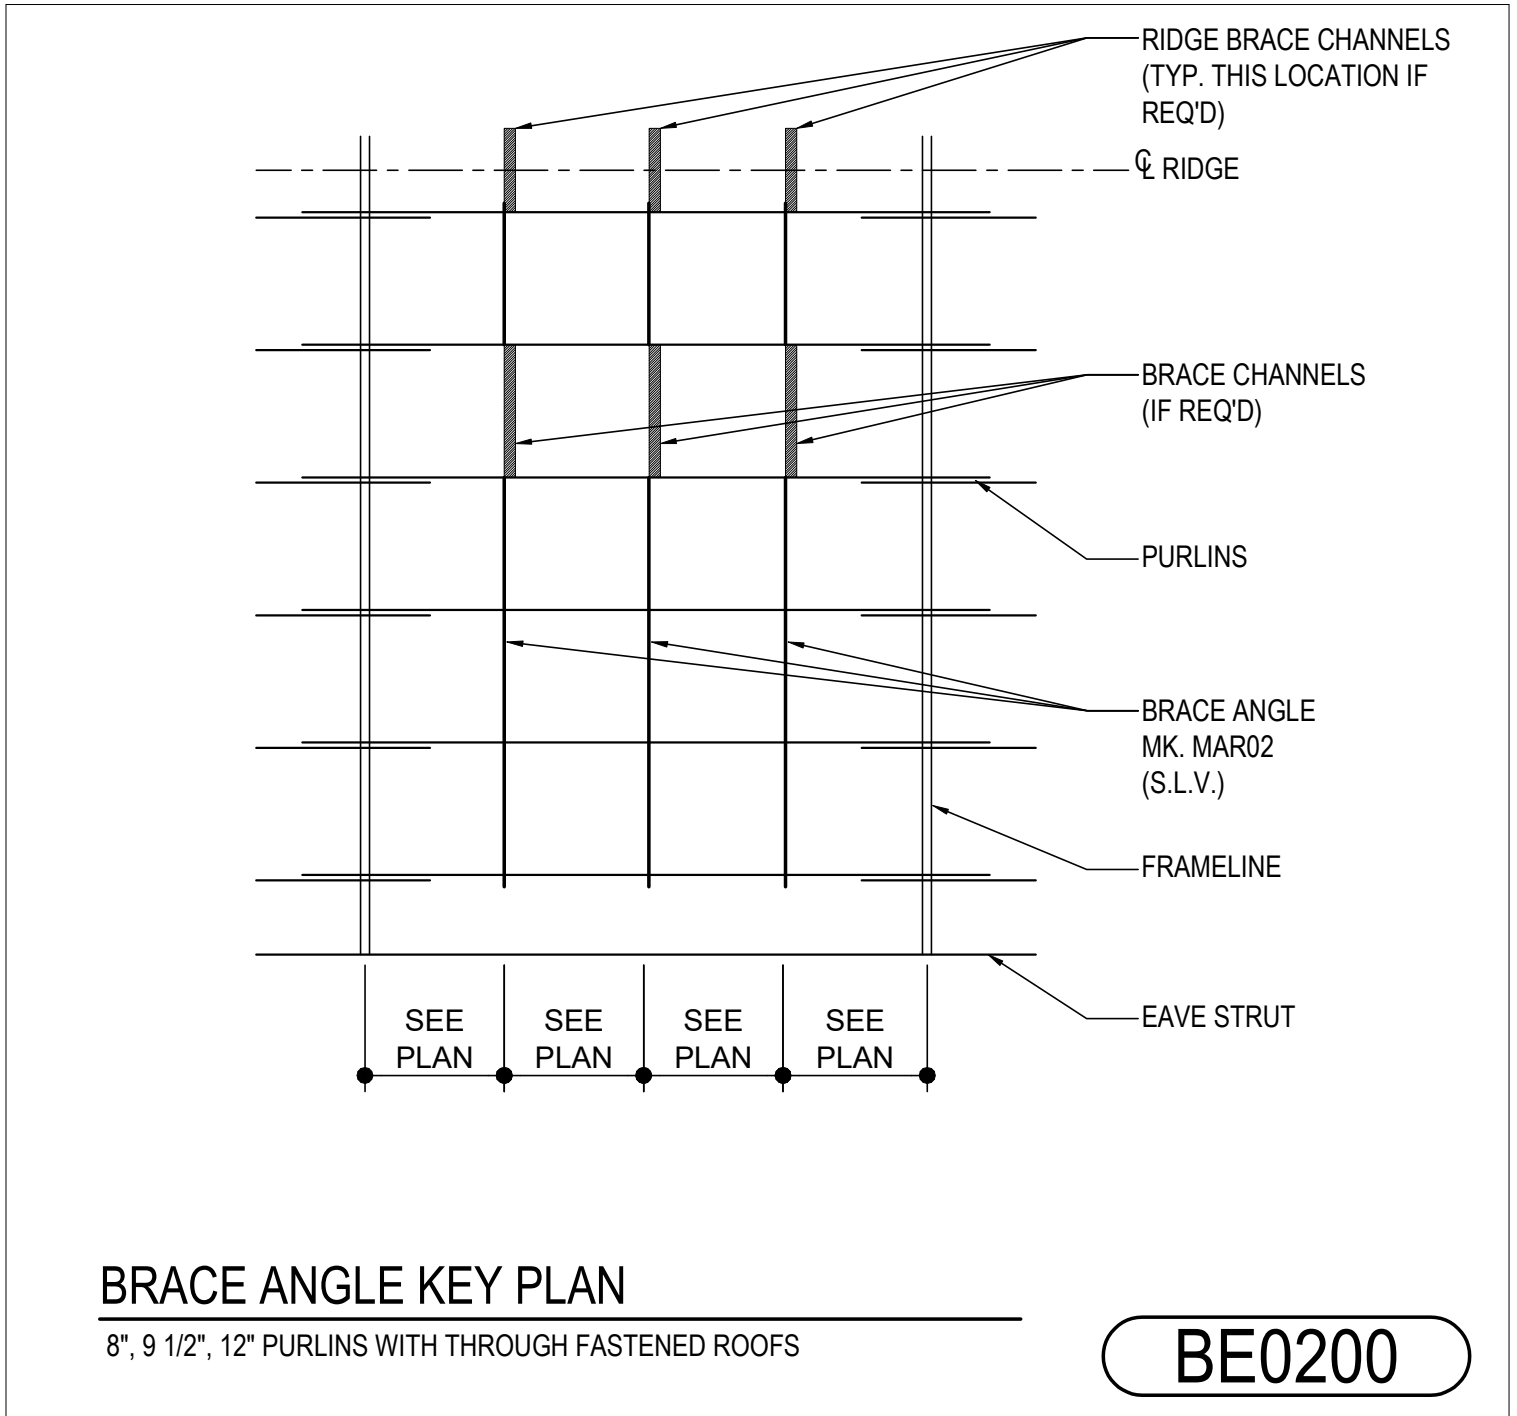 RIDGE BRACE CHANNELS
(TYP. THIS LOCATION IF
REQ'D)
℄ RIDGE
BRACE CHANNELS
(IF REQ'D)
PURLINS
BRACE ANGLE
MK. MAR02
(S.L.V.)
FRAMELINE
EAVE STRUT
SEE SEE SEE SEE
PLAN PLAN PLAN PLAN
BRACE ANGLE KEY PLAN
8", 9 1/2", 12" PURLINS WITH THROUGH FASTENED ROOFS
BE0200